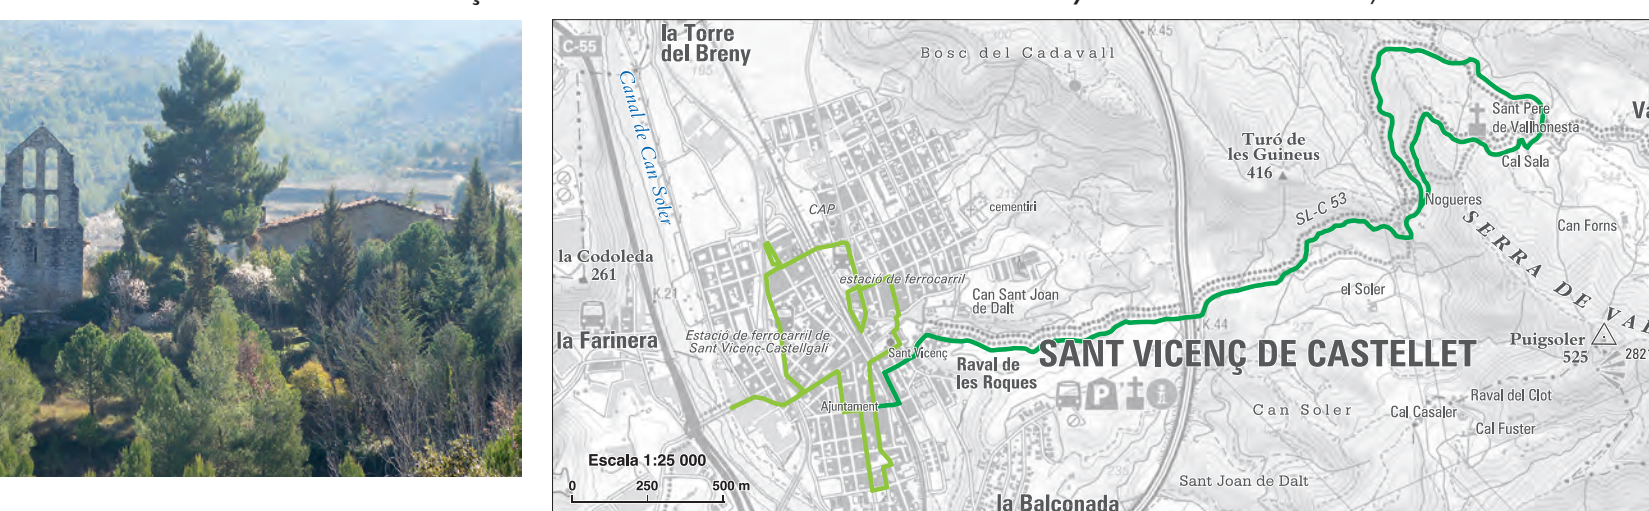 C-55
la Torre
del Breny
195
Canal de Can Soler
Bosc del Cadavall
K.45
Turó de
les Guineus
416
Sant Pere
de Vallhonesta
Cal Sala
Nogueres
SL-C 53
Can Forns
SERRA DE VAL
CAP
cementiri
la Codoleda
261
K.21
estació de ferrocarril
Can Sant Joan
de Dalt
el Soler
K.44
la Farinera
Estació de ferrocarril de
Sant Vicenç-Castellgalí
Sant Vicenç
Raval de
les Roques
SANT VICENÇ DE CASTELLET
Puigsoler
525
282
P
i
Ajuntament
Can Soler
Raval del Clot
Cal Casaler
Cal Fuster
Escala 1:25 000
0 250 500 m
Sant Joan de Dalt
la Balconada